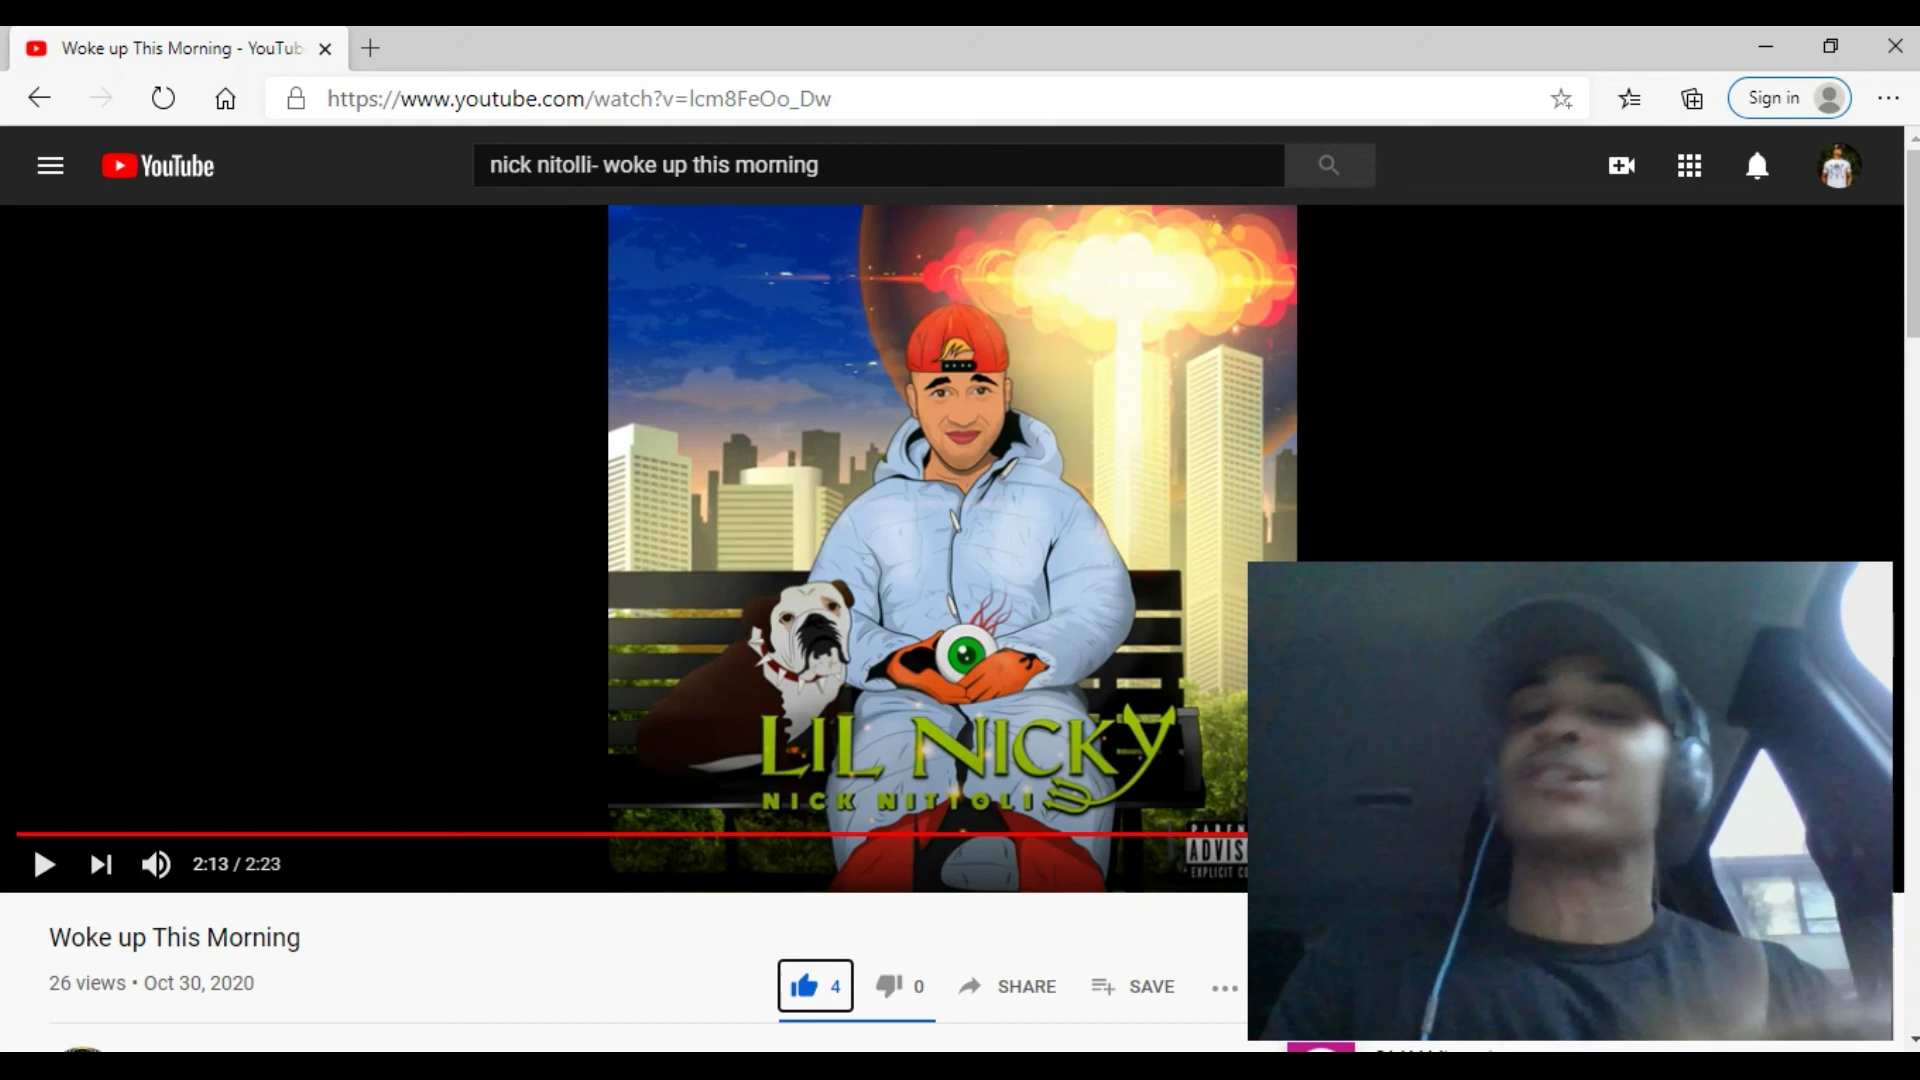 Woke up This Morning - YouTub
https://www.youtube.com/watch?v=lcm8FeOo_Dw
Sign in
YouTube
nick nitolli- woke up this morning
LIL NICKY
NICK NITTOLI
ADVIS
EXPLICIT CO
2:13 / 2:23
Woke up This Morning
26 views • Oct 30, 2020
4
0
SHARE
SAVE